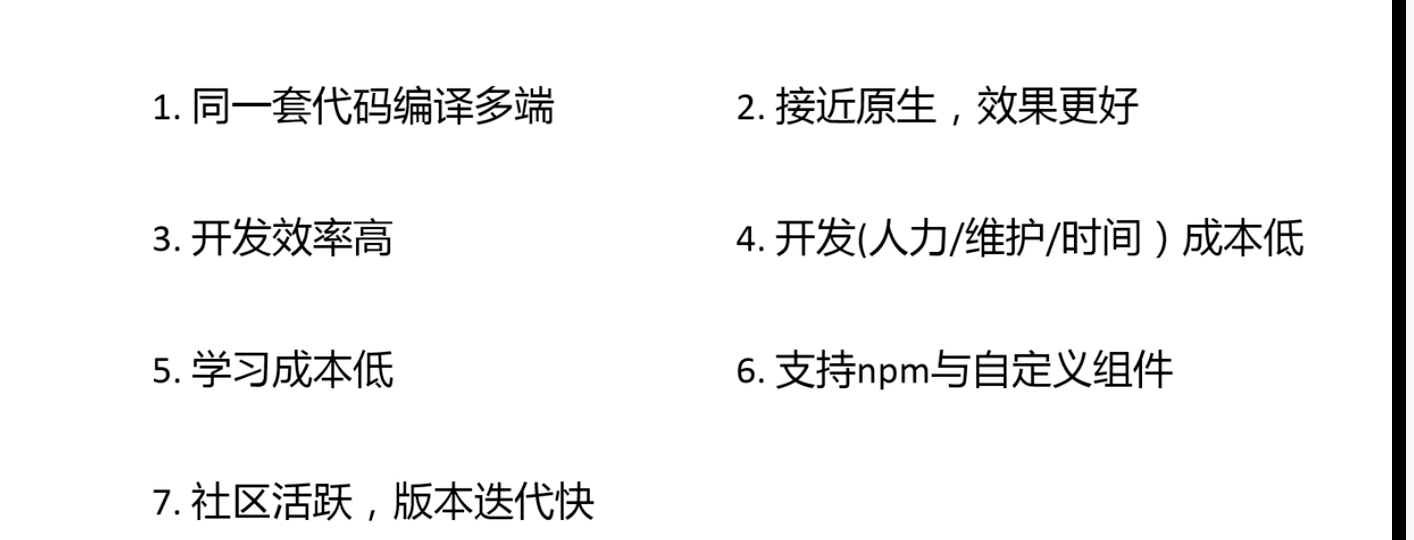 1. 同一套代码编译多端
2. 接近原生，效果更好
3. 开发效率高
4. 开发(人力/维护/时间）成本低
5. 学习成本低
6. 支持npm与自定义组件
7. 社区活跃，版本迭代快